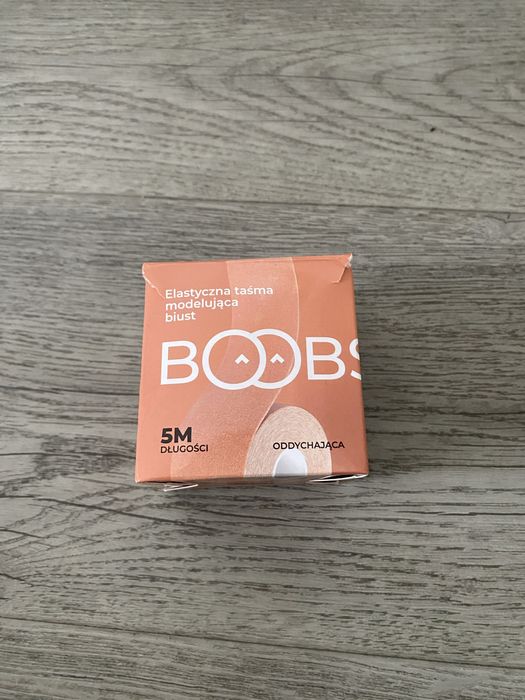 Elastyczna taśma
modelująca
biust
BOOBS
5M
DŁUGOŚCI
ODDYCHAJĄCA